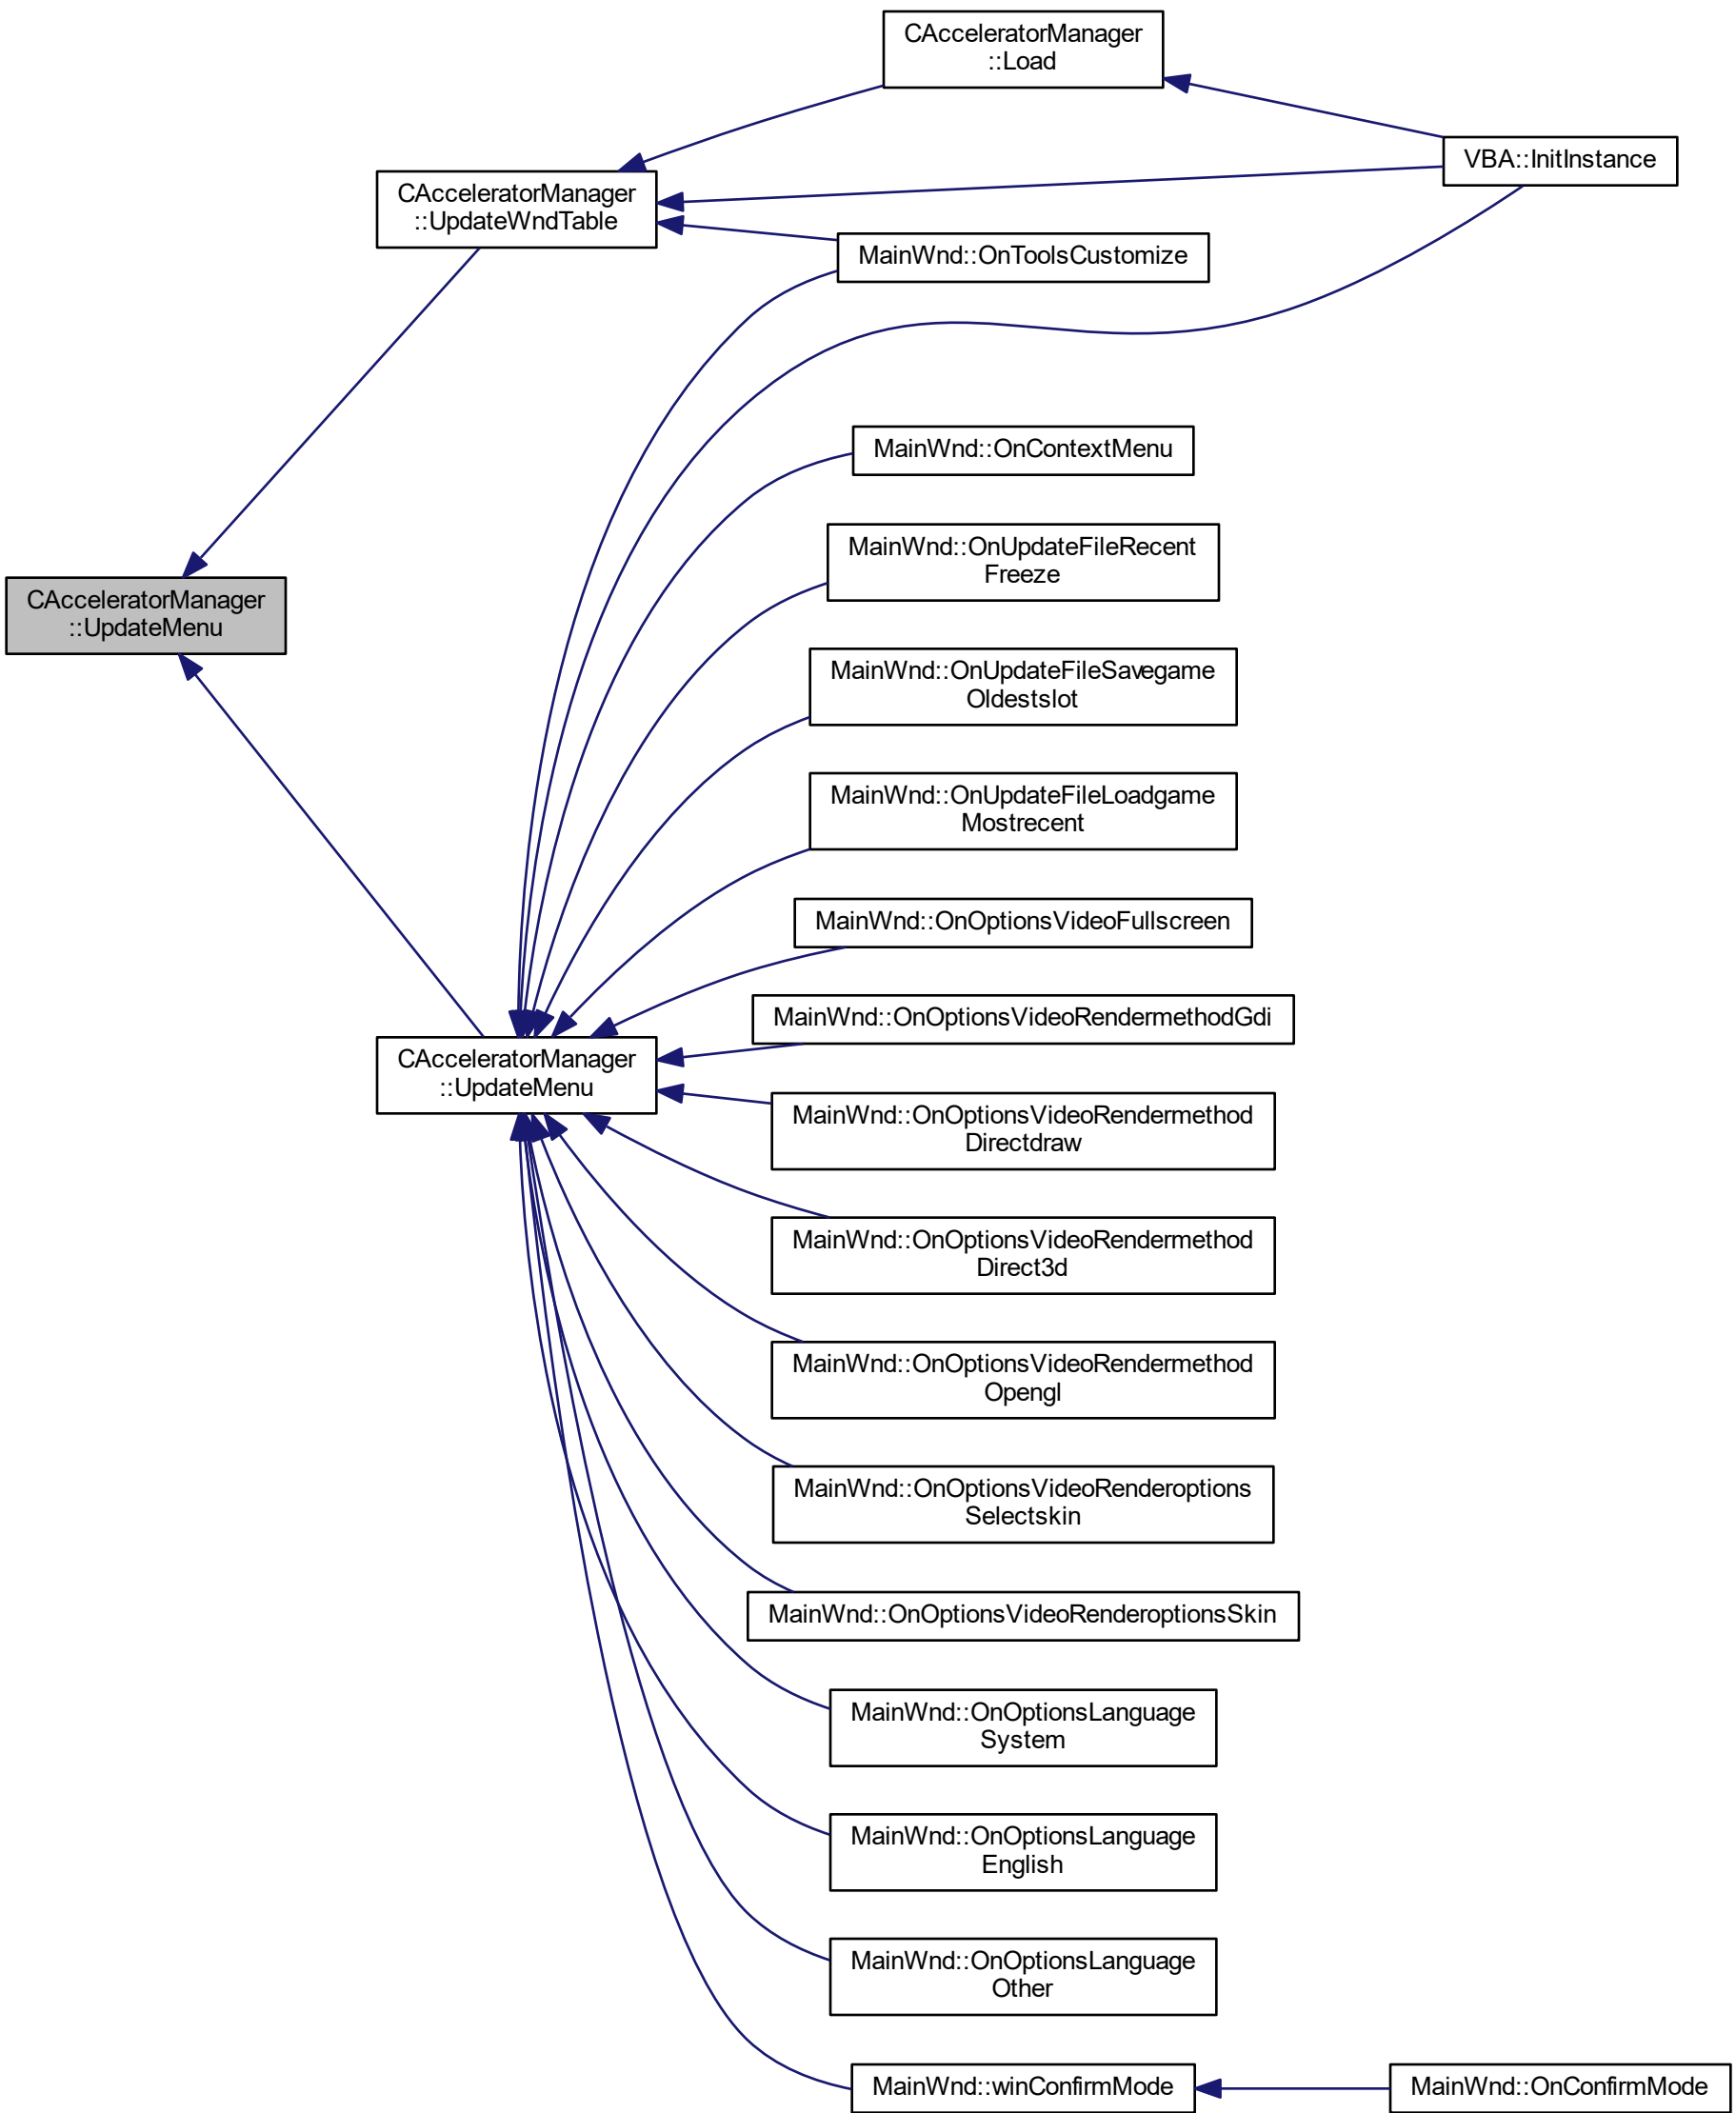 CAcceleratorManager
::Load
VBA::InitInstance
CAcceleratorManager
::UpdateWndTable
MainWnd::OnToolsCustomize
MainWnd::OnContextMenu
MainWnd::OnUpdateFileRecent
Freeze
CAcceleratorManager
::UpdateMenu
MainWnd::OnUpdateFileSavegame
Oldestslot
MainWnd::OnUpdateFileLoadgame
Mostrecent
MainWnd::OnOptionsVideoFullscreen
MainWnd::OnOptionsVideoRendermethodGdi
CAcceleratorManager
::UpdateMenu
MainWnd::OnOptionsVideoRendermethod
Directdraw
MainWnd::OnOptionsVideoRendermethod
Direct3d
MainWnd::OnOptionsVideoRendermethod
Opengl
MainWnd::OnOptionsVideoRenderoptions
Selectskin
MainWnd::OnOptionsVideoRenderoptionsSkin
MainWnd::OnOptionsLanguage
System
MainWnd::OnOptionsLanguage
English
MainWnd::OnOptionsLanguage
Other
MainWnd::winConfirmMode
MainWnd::OnConfirmMode